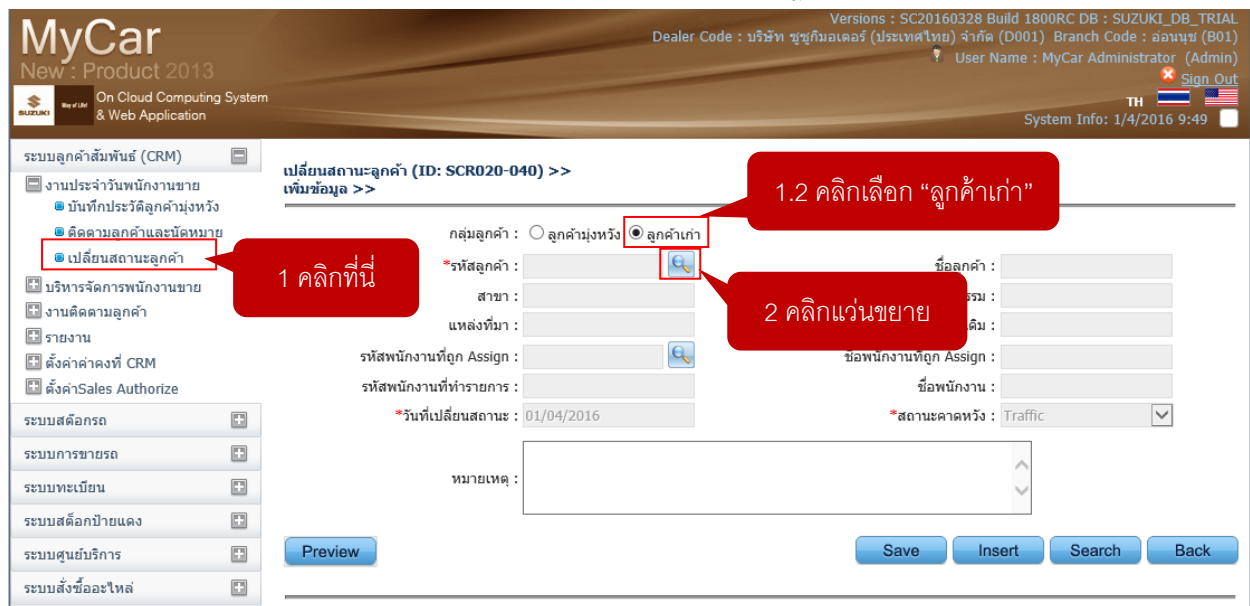 MyCar
New : Product 2013
SUZUKI Way of Life! On Cloud Computing System
& Web Application
Versions : SC20160328 Build 1800RC DB : SUZUKI_DB_TRIAL
Dealer Code : บริษัท ซูซูกิมอเตอร์ (ประเทศไทย) จำกัด (D001) Branch Code : อ่อนนุช (B01)
User Name : MyCar Administrator (Admin)
Sign Out
TH
System Info: 1/4/2016 9:49
ระบบลูกค้าสัมพันธ์ (CRM)
งานประจำวันพนักงานขาย
บันทึกประวัติลูกค้ามุ่งหวัง
ติดตามลูกค้าและนัดหมาย
เปลี่ยนสถานะลูกค้า
บริหารจัดการพนักงานขาย
งานติดตามลูกค้า
รายงาน
ตั้งค่าค่าคงที่ CRM
ตั้งค่าSales Authorize
ระบบสต๊อกรถ
ระบบการขายรถ
ระบบทะเบียน
ระบบสต็อกป้ายแดง
ระบบศูนย์บริการ
ระบบสั่งซื้ออะไหล่
เปลี่ยนสถานะลูกค้า (ID: SCR020-040) >>
เพิ่มข้อมูล >>
1.2 คลิกเลือก “ลูกค้าเก่า”
กลุ่มลูกค้า : ลูกค้ามุ่งหวัง ลูกค้าเก่า
1 คลิกที่นี่
*รหัสลูกค้า : ชื่อลูกค้า :
สาขา :
2 คลิกแว่นขยาย
แหล่งที่มา :
รหัสพนักงานที่ถูก Assign : ชื่อพนักงานที่ถูก Assign :
รหัสพนักงานที่ทำรายการ : ชื่อพนักงาน :
*วันที่เปลี่ยนสถานะ : 01/04/2016 *สถานะคาดหวัง : Traffic
หมายเหตุ :
Preview Save Insert Search Back